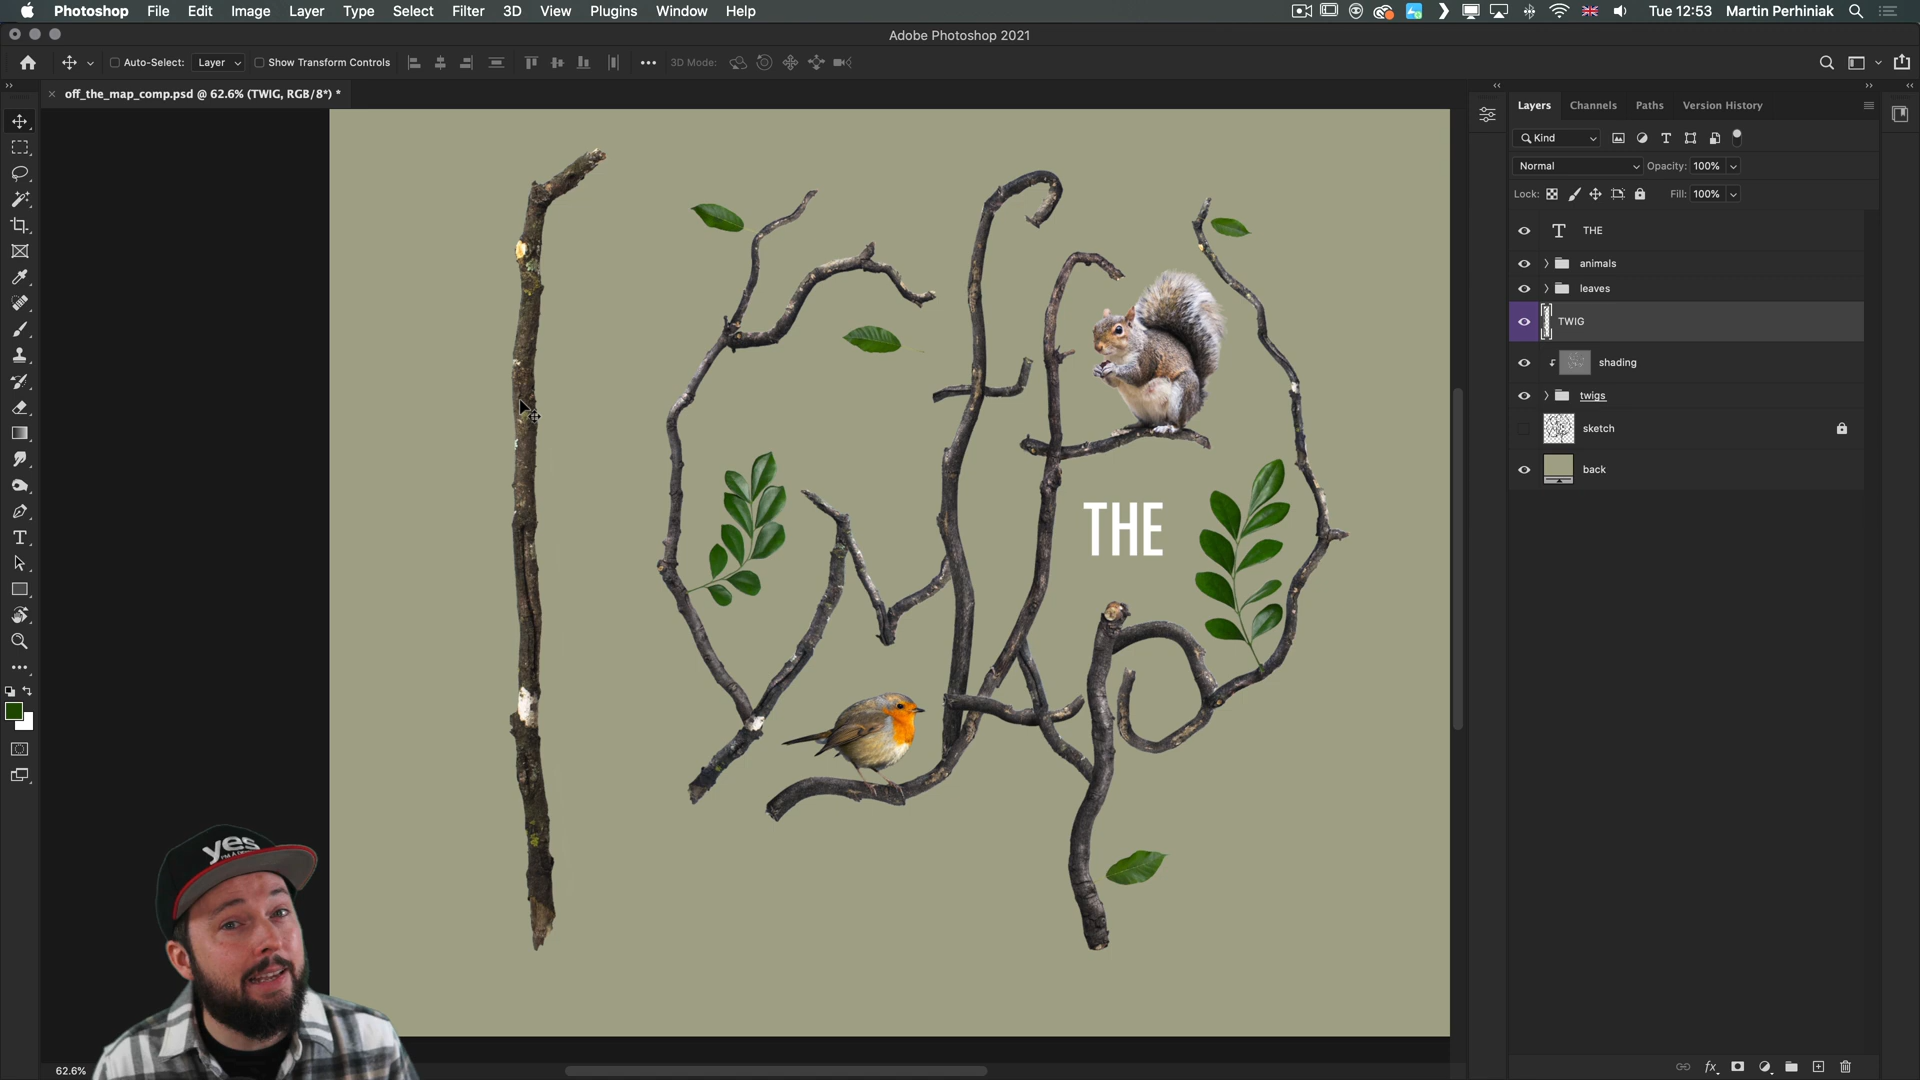 Photoshop File Edit Image Layer Type Select Filter 3D View Plugins Window Help Tue 12:53 Martin Perhiniak
Adobe Photoshop 2021
Auto-Select: Layer Show Transform Controls 3D Mode:
off_the_map_comp.psd @ 62.6% (TWIG, RGB/8*) *
Layers Channels Paths Version History
Kind
Normal Opacity: 100%
Lock: Fill: 100%
THE
animals
leaves
TWIG
shading
twigs
sketch
back
THE
yes
62.6%